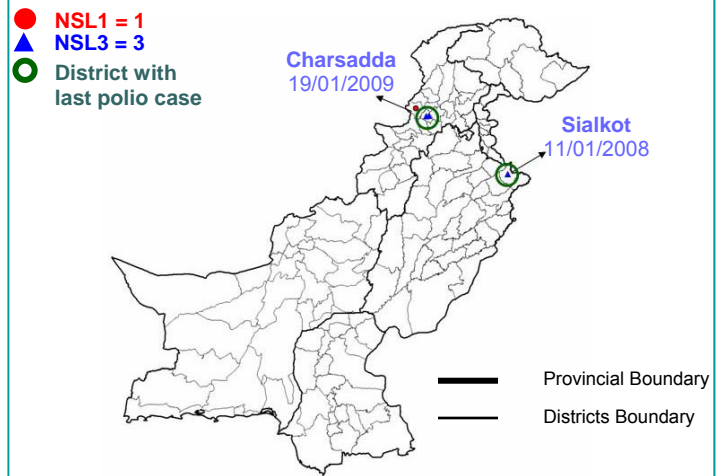 NSL1 = 1
NSL3 = 3
District with
last polio case
Charsadda
19/01/2009
Sialkot
11/01/2008
Provincial Boundary
Districts Boundary